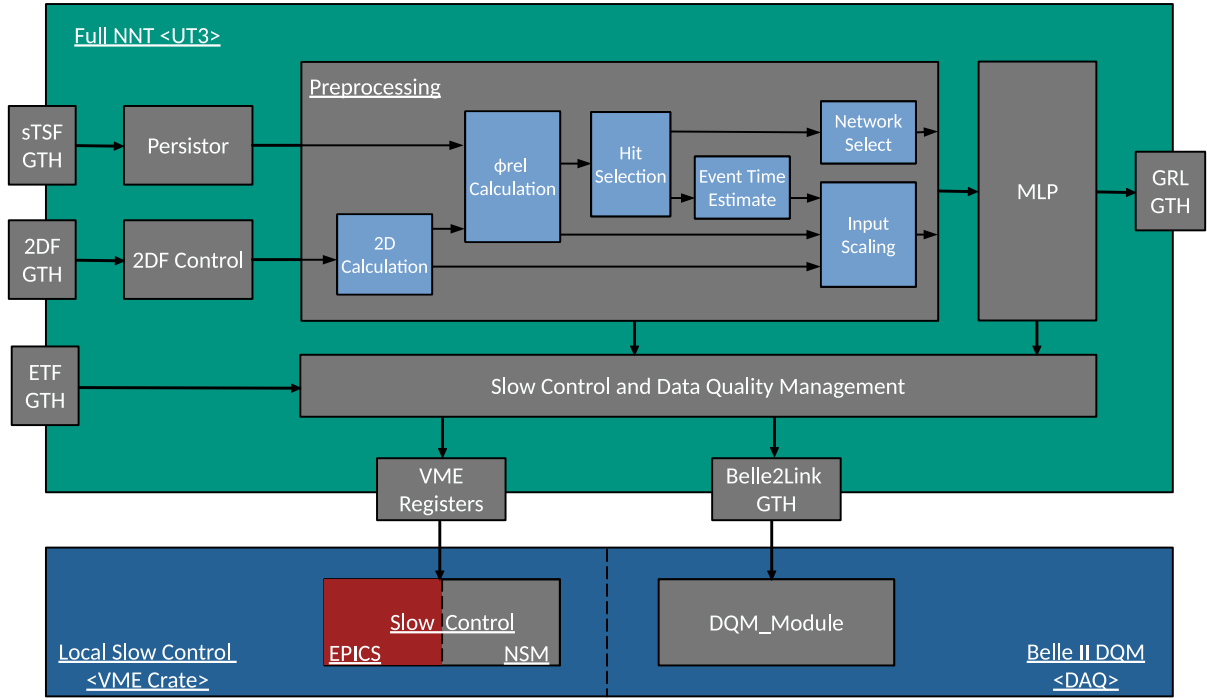 Full NNT <UT3>
Preprocessing
sTSF
GTH
Persistor
ϕrel
Calculation
Hit
Selection
Network
Select
Event Time
Estimate
MLP
GRL
GTH
2DF
GTH
2DF Control
2D
Calculation
Input
Scaling
ETF
GTH
Slow Control and Data Quality Management
VME
Registers
Belle2Link
GTH
Slow Control
EPICS
NSM
DQM_Module
Local Slow Control
<VME Crate>
Belle II DQM
<DAQ>